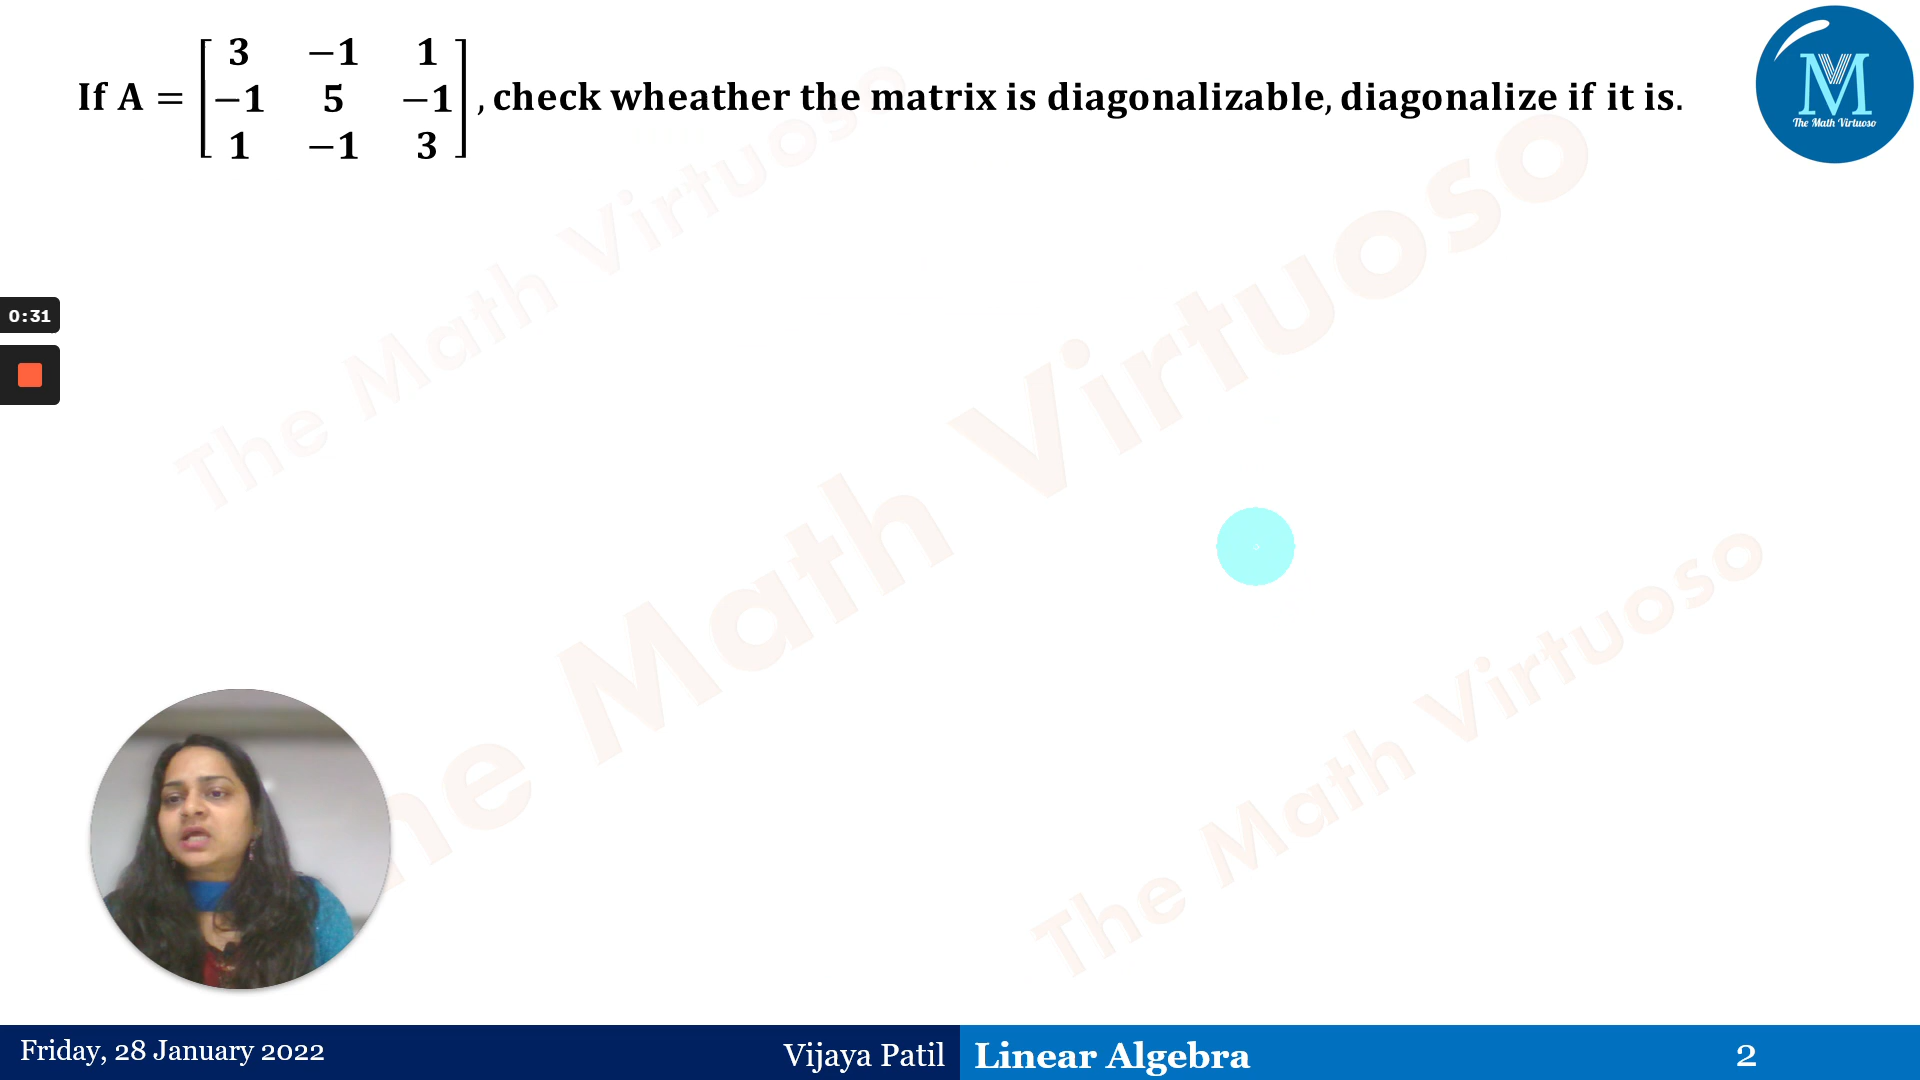 If A = [ 3 −1 1
−1 5 −1
1 −1 3 ] , check wheather the matrix is diagonalizable, diagonalize if it is.
M
The Math Virtuoso
The Math Virtuoso
The Math Virtuoso
The Math Virtuoso
0:31
Friday, 28 January 2022
Vijaya Patil
Linear Algebra
2